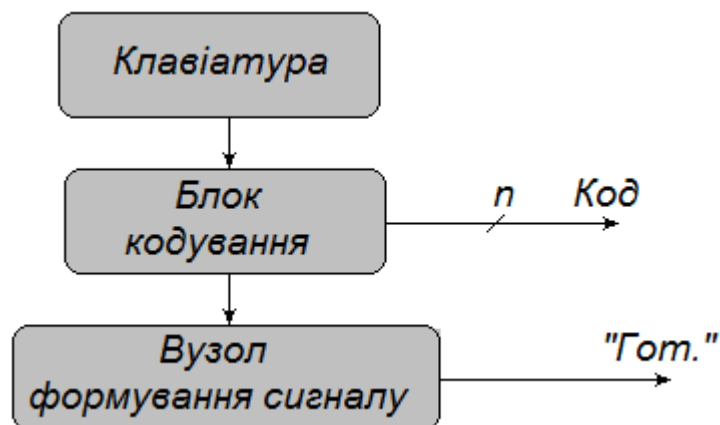 Клавіатура
Блок
кодування
n
Код
Вузол
формування сигналу
"Гот."